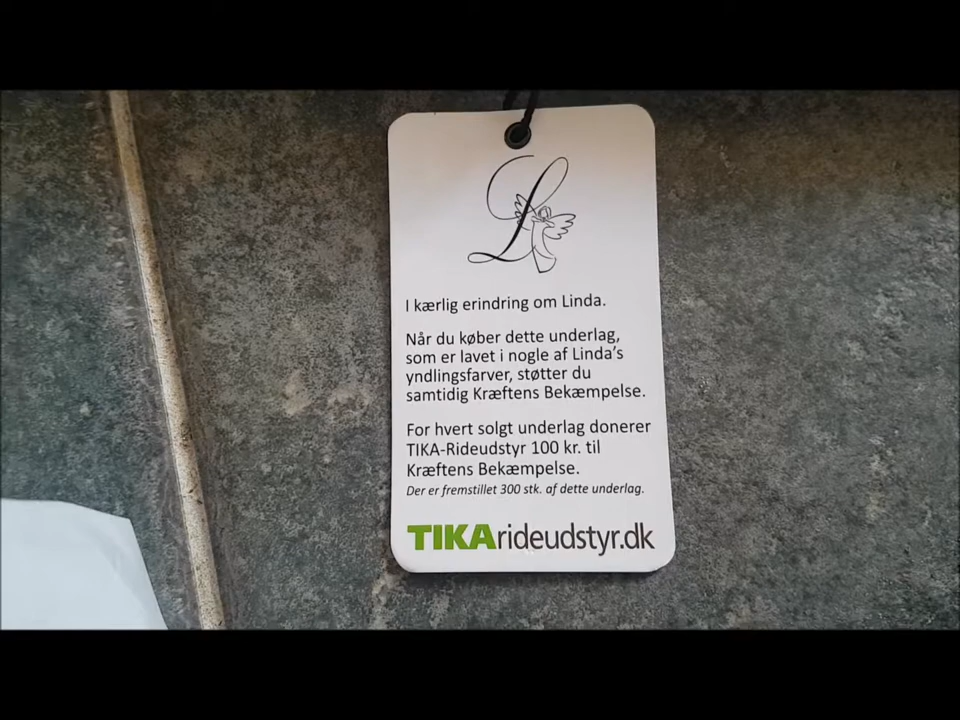 L
I kærlig erindring om Linda.
Når du køber dette underlag,
som er lavet i nogle af Linda's
yndlingsfarver, støtter du
samtidig Kræftens Bekæmpelse.
For hvert solgt underlag donerer
TIKA-Rideudstyr 100 kr. til
Kræftens Bekæmpelse.
Der er fremstillet 300 stk. af dette underlag.
TIKArideudstyr.dk